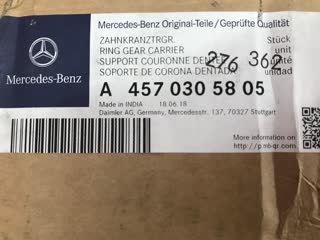 Mercedes-Benz Original-Teile/Geprüfte Qualität
ZAHNKRANZTRGR. Stück
RING GEAR CARRIER unit
SUPPORT COURONNE DENTEE unité
SOPORTE DE CORONA DENTADA unidad
276 362
Mercedes-Benz
A 457 030 58 05
Made in INDIA 18.06.18
Daimler AG, Germany, Mercedesstr. 137, 70327 Stuttgart
More information on
http://pmbqr.com